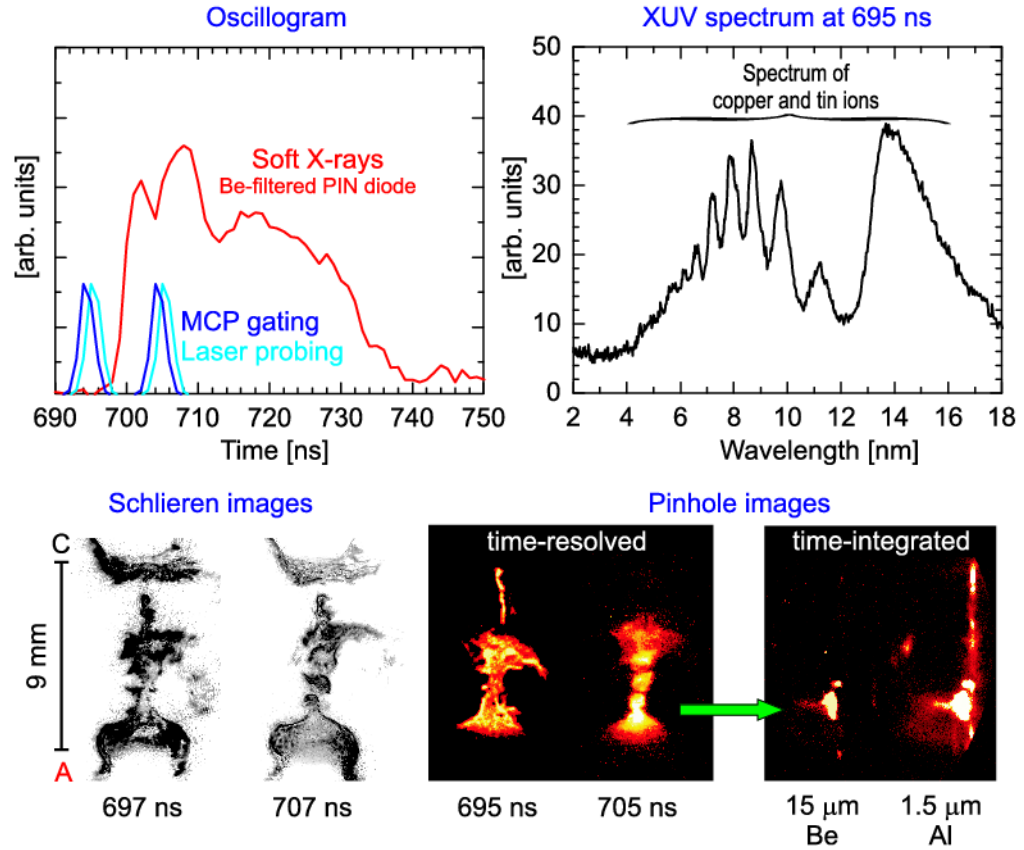 Oscillogram
XUV spectrum at 695 ns
[arb. units]
Soft X-rays
Be-filtered PIN diode
MCP gating
Laser probing
690 700 710 720 730 740 750
Time [ns]
[arb. units]
50
40
30
20
10
0
Spectrum of
copper and tin ions
2 4 6 8 10 12 14 16 18
Wavelength [nm]
Schlieren images
Pinhole images
C
9 mm
A
697 ns
707 ns
time-resolved
695 ns
705 ns
time-integrated
15 μm
Be
1.5 μm
Al